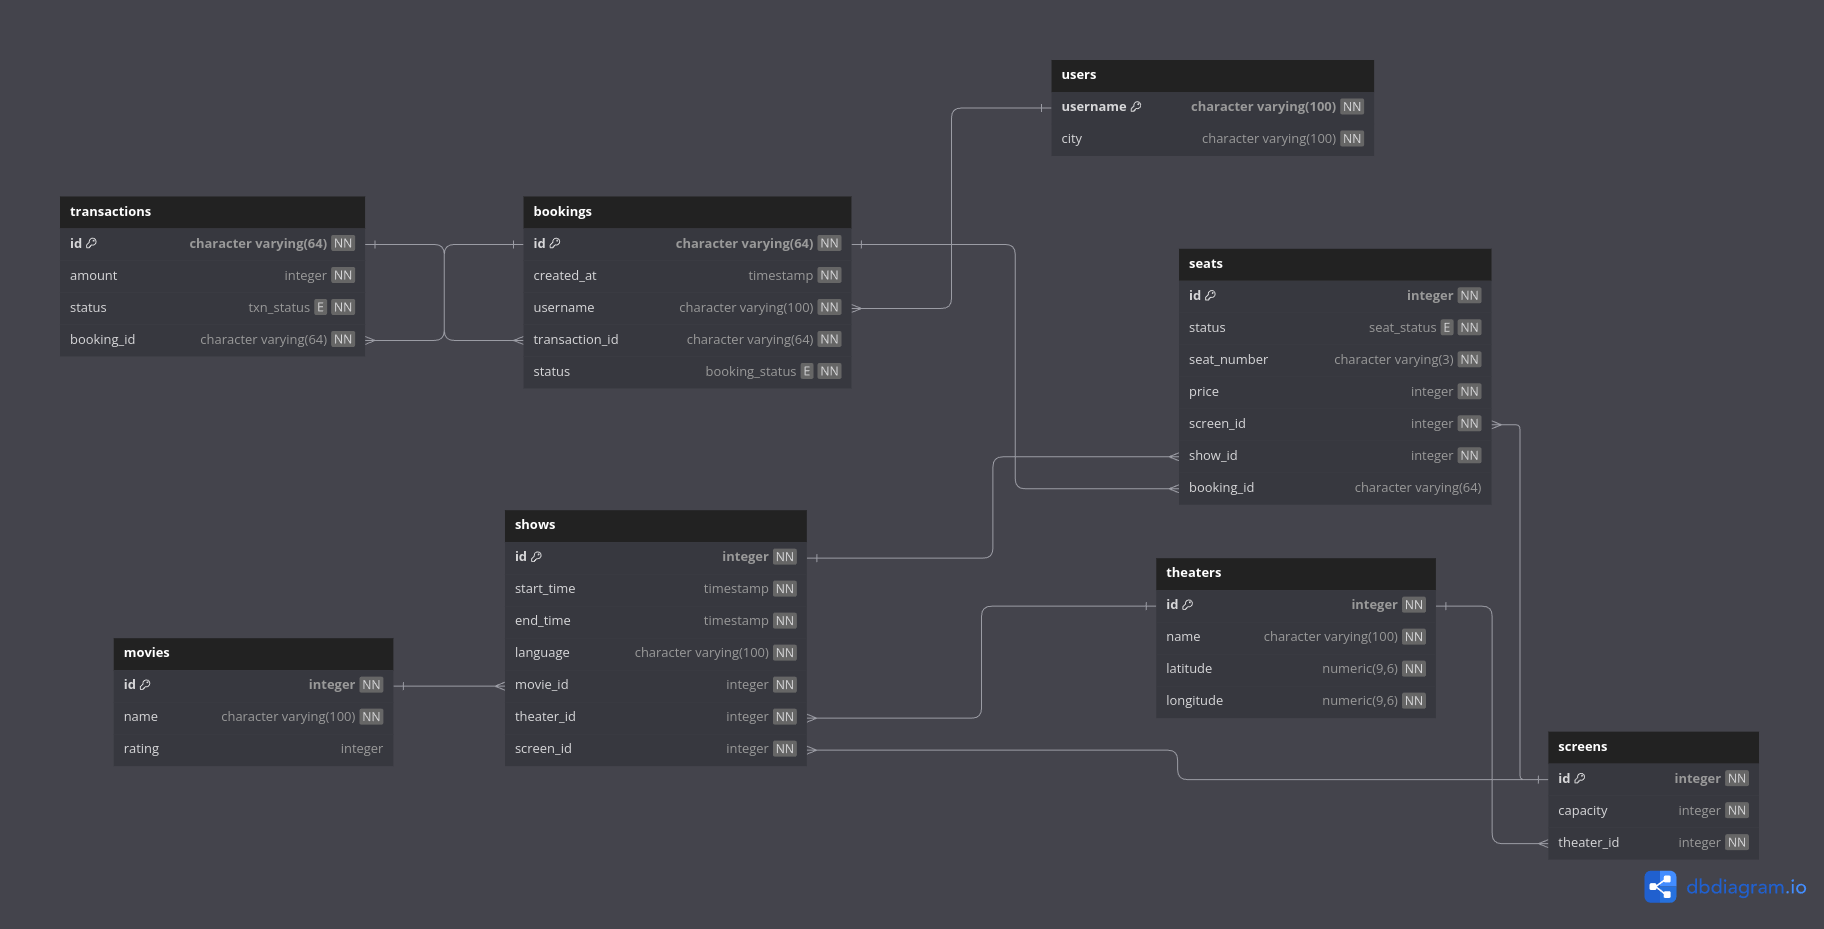 users
username character varying(100) NN
city character varying(100) NN
transactions
id character varying(64) NN
amount integer NN
status txn_status E NN
booking_id character varying(64) NN
bookings
id character varying(64) NN
created_at timestamp NN
username character varying(100) NN
transaction_id character varying(64) NN
status booking_status E NN
seats
id integer NN
status seat_status E NN
seat_number character varying(3) NN
price integer NN
screen_id integer NN
show_id integer NN
booking_id character varying(64)
shows
id integer NN
start_time timestamp NN
end_time timestamp NN
language character varying(100) NN
movie_id integer NN
theater_id integer NN
screen_id integer NN
theaters
id integer NN
name character varying(100) NN
latitude numeric(9,6) NN
longitude numeric(9,6) NN
movies
id integer NN
name character varying(100) NN
rating integer
screens
id integer NN
capacity integer NN
theater_id integer NN
dbdiagram.io